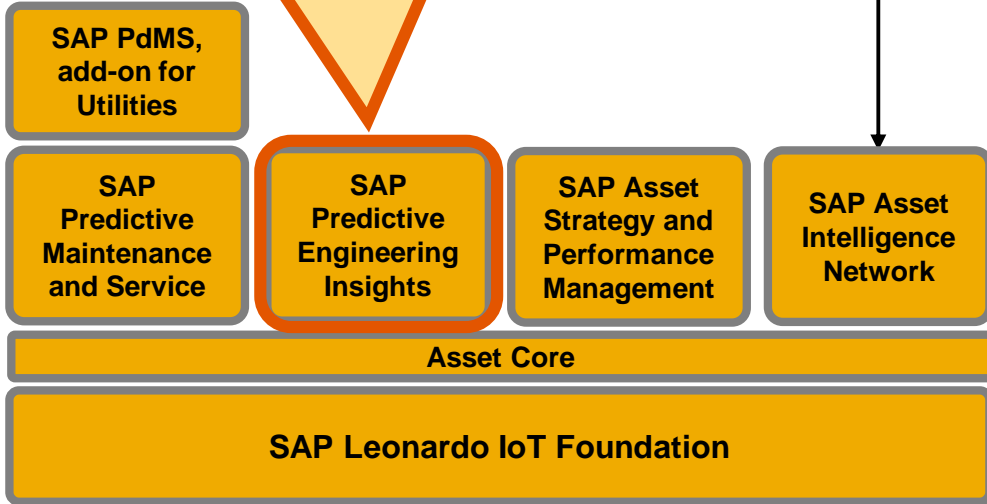 SAP PdMS,
add-on for
Utilities
SAP
Predictive
Maintenance
and Service
SAP
Predictive
Engineering
Insights
SAP Asset
Strategy and
Performance
Management
SAP Asset
Intelligence
Network
Asset Core
SAP Leonardo IoT Foundation